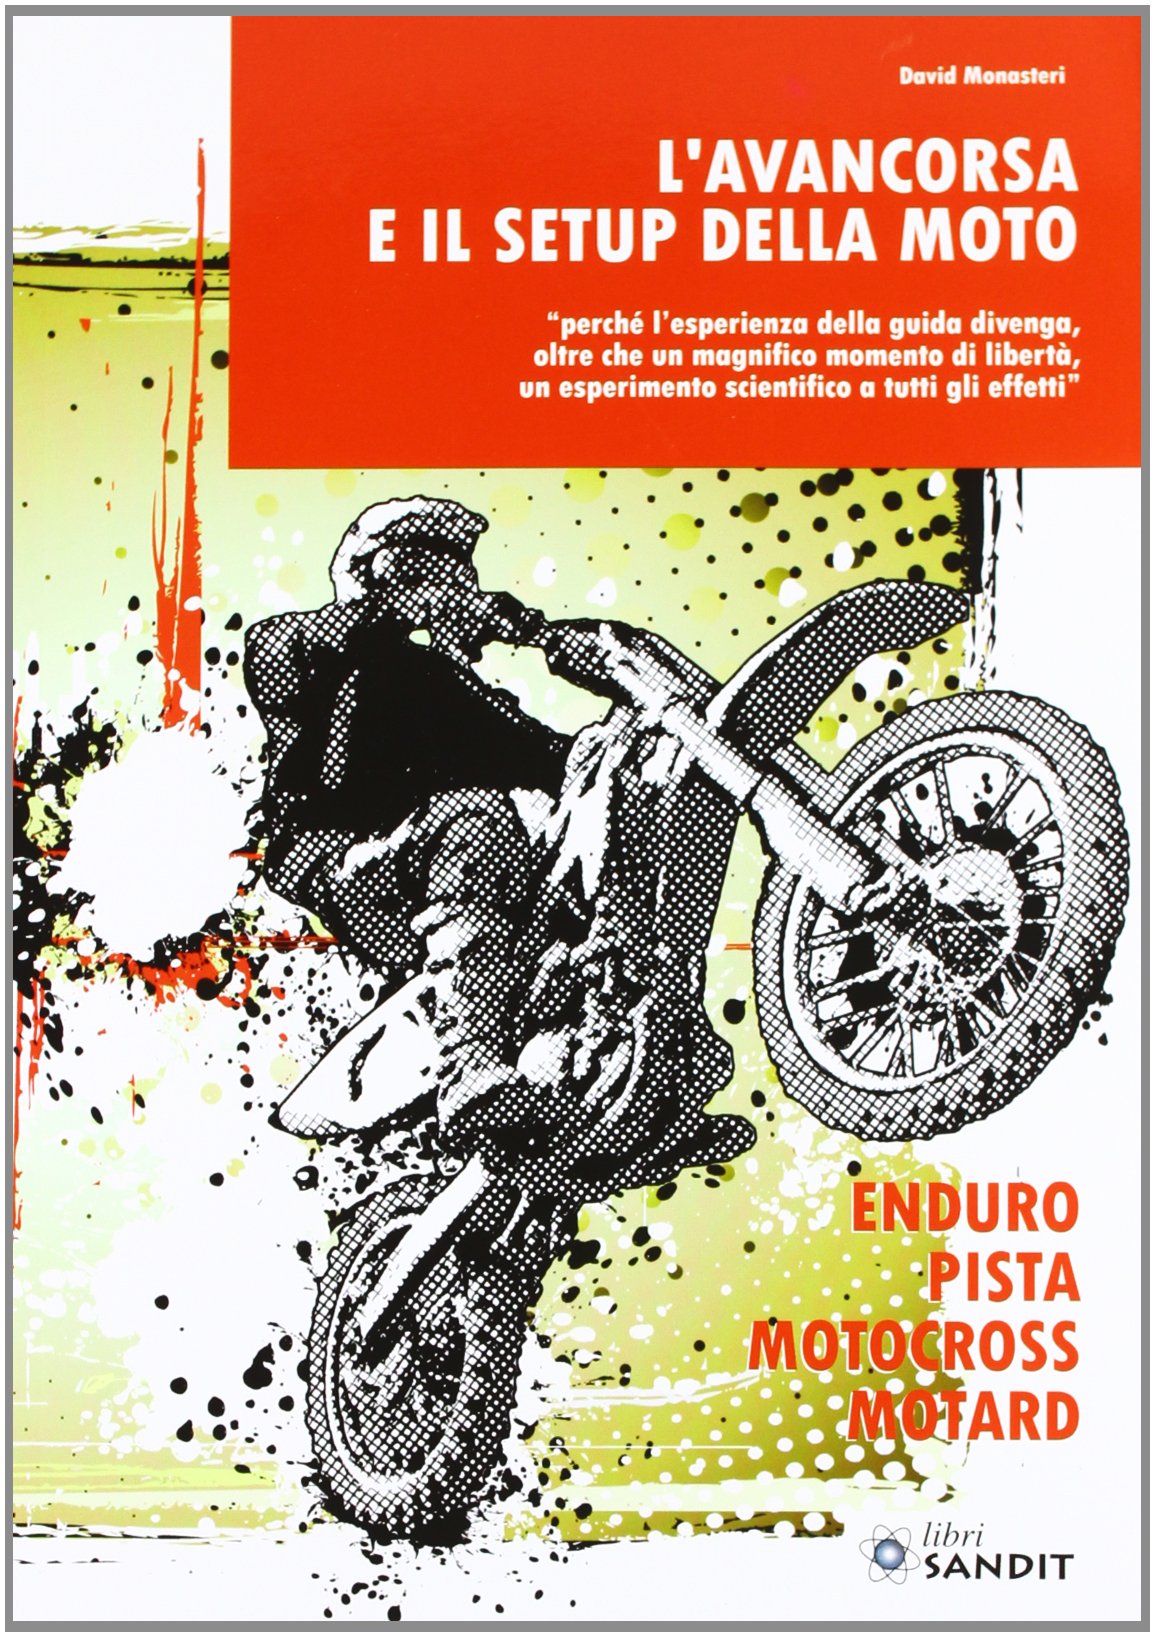 David Monasteri
L'AVANCORSA
E IL SETUP DELLA MOTO
“perché l'esperienza della guida divenga,
oltre che un magnifico momento di libertà,
un esperimento scientifico a tutti gli effetti”
ENDURO
PISTA
MOTOCROSS
MOTARD
libri
SANDIT